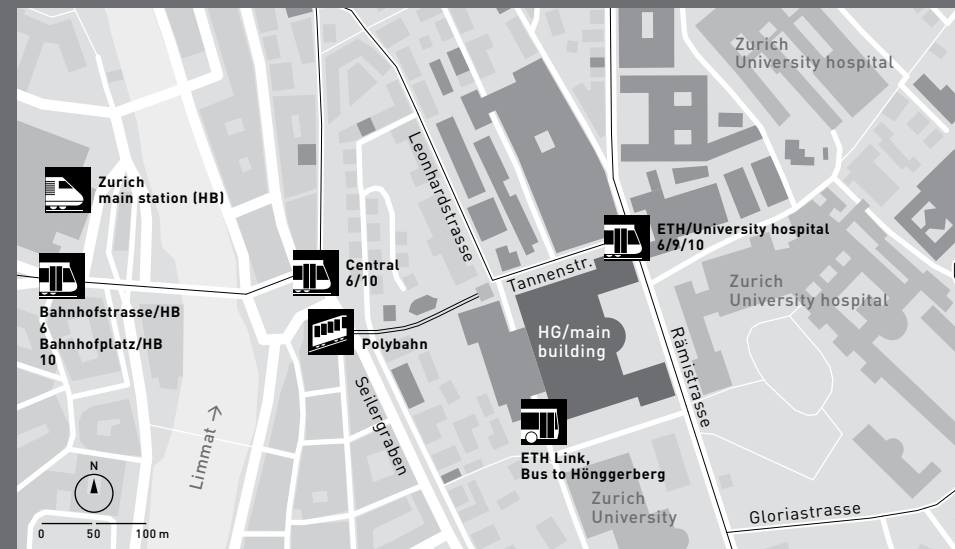 Zurich
University hospital
Leonhardstrasse
Zurich
main station (HB)
ETH/University hospital
6/9/10
Central
6/10
Tannenstr.
Zurich
University hospital
Bahnhofstrasse/HB
6
Bahnhofplatz/HB
10
Polybahn
HG/main
building
Rämistrasse
Seilergraben
Limmat →
ETH Link,
Bus to Hönggerberg
N
Zurich
University
Gloriastrasse
0 50 100 m